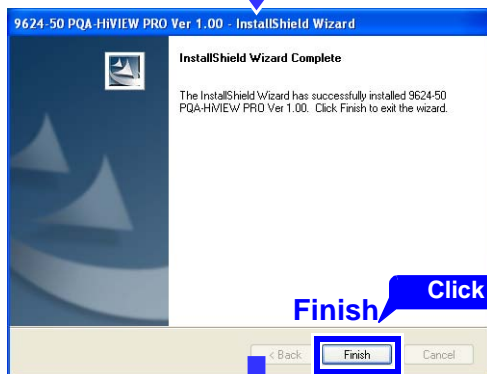 9624-50 PQA-HiVIEW PRO Ver 1.00 - InstallShield Wizard
InstallShield Wizard Complete
The InstallShield Wizard has successfully installed 9624-50
PQA-HiVIEW PRO Ver 1.00. Click Finish to exit the wizard.
Click
Finish
< Back
Finish
Cancel